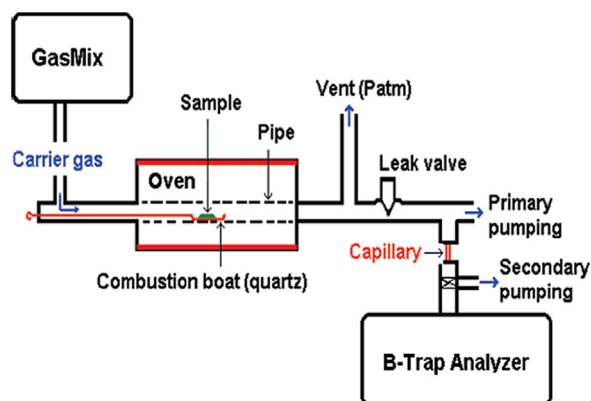 GasMix
Sample
Vent (Patm)
Pipe
Leak valve
Carrier gas
Oven
Primary
pumping
Capillary
Combustion boat (quartz)
Secondary
pumping
B-Trap Analyzer